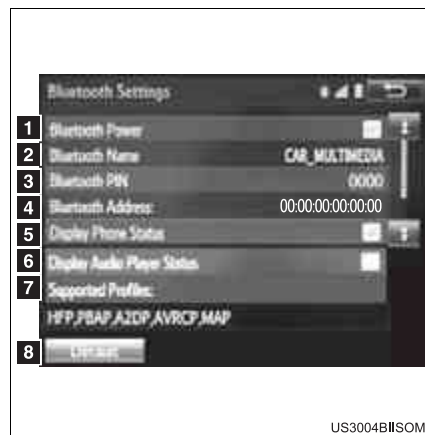 Bluetooth Settings
1 Bluetooth Power
2 Bluetooth Name CAR_MULTIMEDIA
3 Bluetooth PIN 0000
4 Bluetooth Address: 00:00:00:00:00:00
5 Display Phone Status
6 Display Audio Player Status
7 Supported Profiles:
HFP,PBAP,A2DP,AVRCP,MAP
8 Default
US3004BⅡSOM